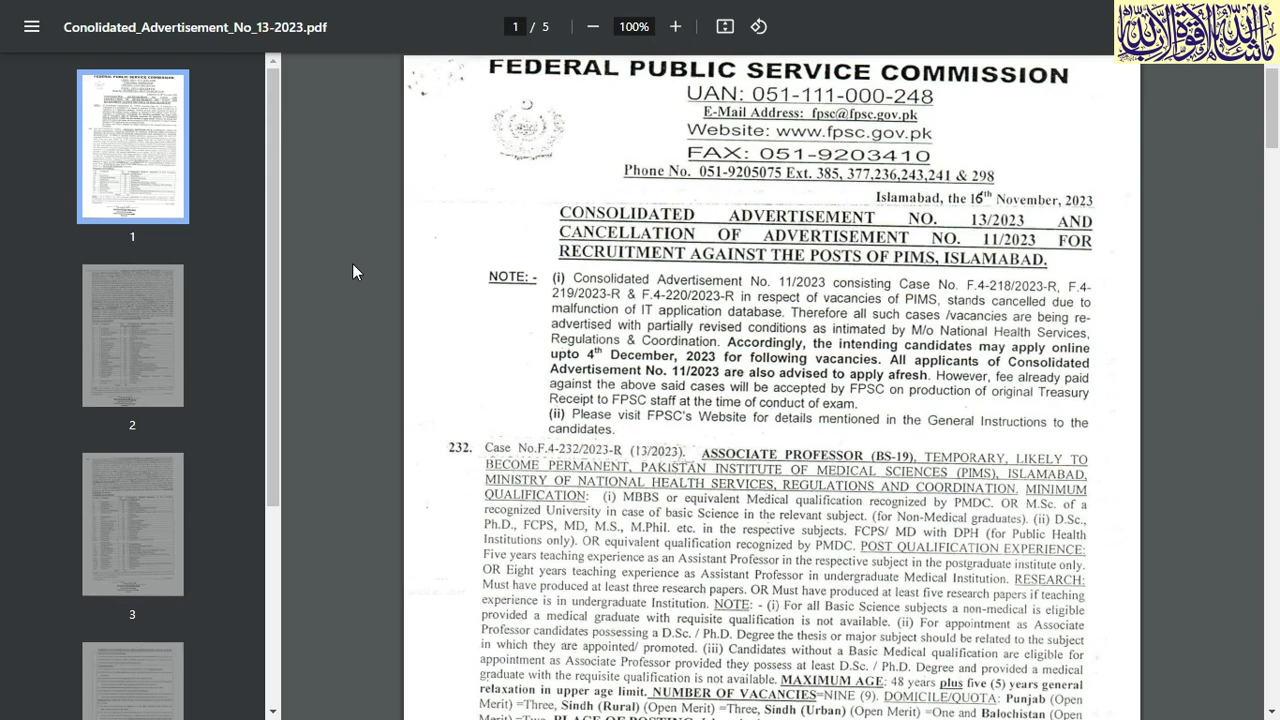 Conolidated_Advertisement_No_13-2023.pdf
1 / 5
100%
ما شاء الله لا قوة إلا بالله
FEDERAL PUBLIC SERVICE COMMISSION
UAN: 051-111-000-248
E-Mail Address: fpsc@fpsc.gov.pk
Website: www.fpsc.gov.pk
FAX: 051-9203410
Phone No. 051-9205075 Ext. 385, 377,236,243,241 & 298
Islamabad, the 16th November, 2023
CONSOLIDATED ADVERTISEMENT NO. 13/2023 AND
CANCELLATION OF ADVERTISEMENT NO. 11/2023 FOR
RECRUITMENT AGAINST THE POSTS OF PIMS, ISLAMABAD.
NOTE: - (i) Consolidated Advertisement No. 11/2023 consisting Case No. F.4-218/2023-R, F.4-
219/2023-R & F.4-220/2023-R in respect of vacancies of PIMS, stands cancelled due to
malfunction of IT application database. Therefore all such cases /vacancies are being re-
advertised with partially revised conditions as intimated by M/o National Health Services,
Regulations & Coordination. Accordingly, the intending candidates may apply online
upto 4th December, 2023 for following vacancies. All applicants of Consolidated
Advertisement No. 11/2023 are also advised to apply afresh. However, fee already paid
against the above said cases will be accepted by FPSC on production of original Treasury
Receipt to FPSC staff at the time of conduct of exam.
(ii) Please visit FPSC's Website for details mentioned in the General Instructions to the
candidates.
232. Case No.F.4-232/2023-R (13/2023). ASSOCIATE PROFESSOR (BS-19), TEMPORARY, LIKELY TO
BECOME PERMANENT, PAKISTAN INSTITUTE OF MEDICAL SCIENCES (PIMS), ISLAMABAD,
MINISTRY OF NATIONAL HEALTH SERVICES, REGULATIONS AND COORDINATION. MINIMUM
QUALIFICATION: (i) MBBS or equivalent Medical qualification recognized by PMDC. OR M.Sc. of a
recognized University in case of basic Science in the relevant subject. (for Non-Medical graduates). (ii) D.Sc.,
Ph.D., FCPS, MD, M.S., M.Phil. etc. in the respective subjects. FCPS/ MD with DPH (for Public Health
Institutions only). OR equivalent qualification recognized by PMDC. POST QUALIFICATION EXPERIENCE:
Five years teaching experience as an Assistant Professor in the respective subject in the postgraduate institute only.
OR Eight years teaching experience as Assistant Professor in undergraduate Medical Institution. RESEARCH:
Must have produced at least three research papers. OR Must have produced at least five research papers if teaching
experience is in undergraduate Institution. NOTE: - (i) For all Basic Science subjects a non-medical is eligible
provided a medical graduate with requisite qualification is not available. (ii) For appointment as Associate
Professor candidates possessing a D.Sc. / Ph.D. Degree the thesis or major subject should be related to the subject
in which they are appointed/ promoted. (iii) Candidates without Basic Medical qualification are eligible for
appointment as Associate Professor provided they possess at least D.Sc. / Ph.D. Degree and provided a medical
graduate with the requisite qualification is not available. MAXIMUM AGE: 48 years plus five (5) years general
relaxation in upper age limit. NUMBER OF VACANCIES DOMICILE/QUOTA: Punjab (Open
Merit) =Three, Sindh (Rural) (Open Merit) =Three, Sindh (Urban) (Open Merit) =One and Balochistan (Open
Merit) =Two. PLACE OF POSTING:
1
2
3